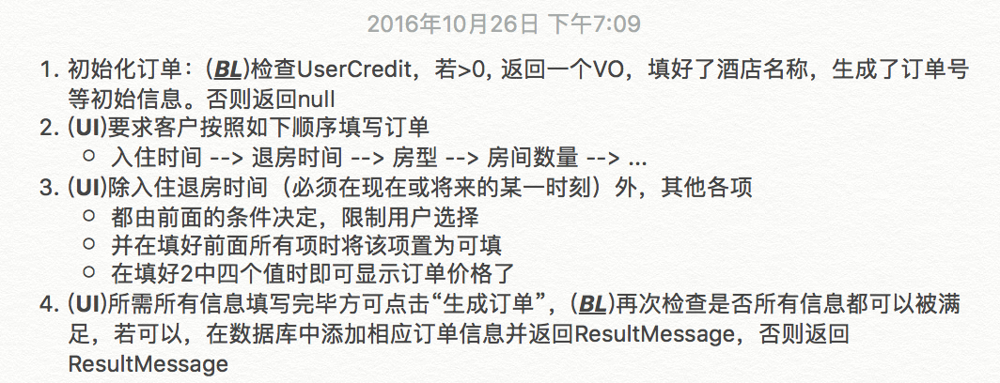 2016年10月26日 下午7:09
1. 初始化订单：(BL)检查UserCredit，若>0, 返回一个VO，填好了酒店名称，生成了订单号
等初始信息。否则返回null
2. (UI)要求客户按照如下顺序填写订单
○ 入住时间 --> 退房时间 --> 房型 --> 房间数量 --> ...
3. (UI)除入住退房时间（必须在现在或将来的某一时刻）外，其他各项
○ 都由前面的条件决定，限制用户选择
○ 并在填好前面所有项时将该项置为可填
○ 在填好2中四个值时即可显示订单价格了
4. (UI)所需所有信息填写完毕方可点击“生成订单”，(BL)再次检查是否所有信息都可以被满
足，若可以，在数据库中添加相应订单信息并返回ResultMessage，否则返回
ResultMessage